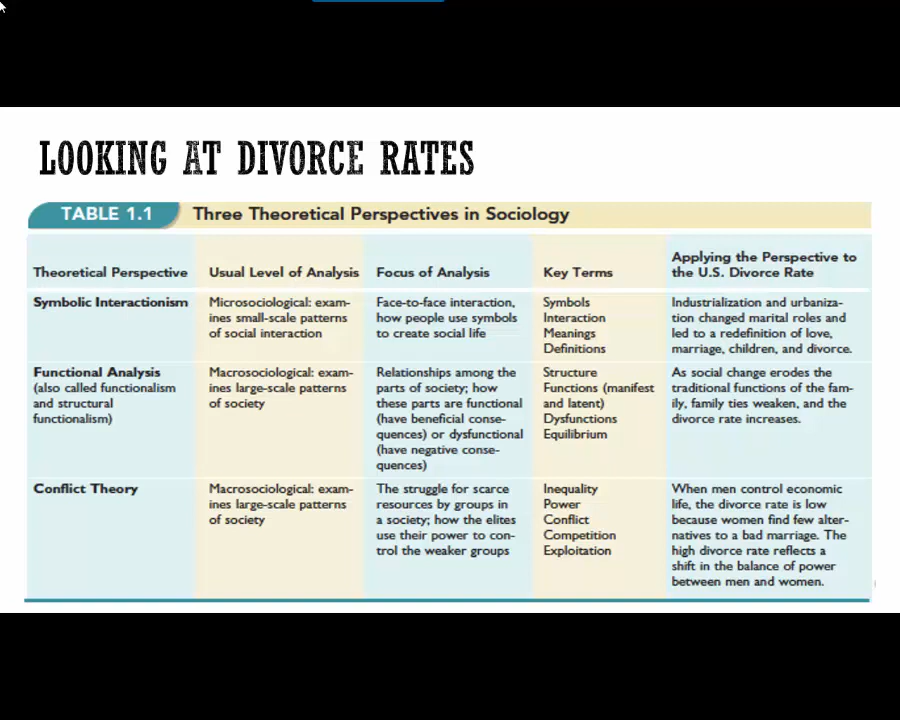 LOOKING AT DIVORCE RATES
TABLE 1.1 Three Theoretical Perspectives in Sociology
Theoretical Perspective
Usual Level of Analysis
Focus of Analysis
Key Terms
Applying the Perspective to
the U.S. Divorce Rate
Symbolic Interactionism
Microsociological: exam-
ines small-scale patterns
of social interaction
Face-to-face interaction,
how people use symbols
to create social life
Symbols
Interaction
Meanings
Definitions
Industrialization and urbaniza-
tion changed marital roles and
led to a redefinition of love,
marriage, children, and divorce.
Functional Analysis
(also called functionalism
and structural
functionalism)
Macrosociological: exam-
ines large-scale patterns
of society
Relationships among the
parts of society; how
these parts are functional
(have beneficial conse-
quences) or dysfunctional
(have negative conse-
quences)
Structure
Functions (manifest
and latent)
Dysfunctions
Equilibrium
As social change erodes the
traditional functions of the fam-
ily, family ties weaken, and the
divorce rate increases.
Conflict Theory
Macrosociological: exam-
ines large-scale patterns
of society
The struggle for scarce
resources by groups in
a society; how the elites
use their power to con-
trol the weaker groups
Inequality
Power
Conflict
Competition
Exploitation
When men control economic
life, the divorce rate is low
because women find few alter-
natives to a bad marriage. The
high divorce rate reflects a
shift in the balance of power
between men and women.